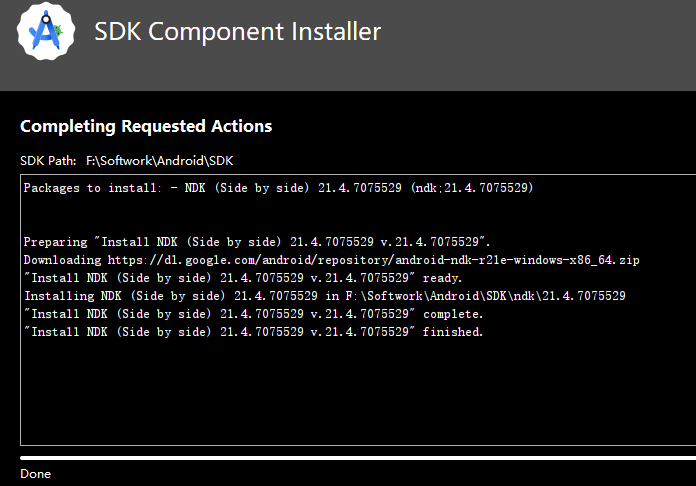 SDK Component Installer
Completing Requested Actions
SDK Path: F:\Softwork\Android\SDK
Packages to install: - NDK (Side by side) 21.4.7075529 (ndk;21.4.7075529)
Preparing "Install NDK (Side by side) 21.4.7075529 v.21.4.7075529".
Downloading https://dl.google.com/android/repository/android-ndk-r21e-windows-x86_64.zip
"Install NDK (Side by side) 21.4.7075529 v.21.4.7075529" ready.
Installing NDK (Side by side) 21.4.7075529 in F:\Softwork\Android\SDK\ndk\21.4.7075529
"Install NDK (Side by side) 21.4.7075529 v.21.4.7075529" complete.
"Install NDK (Side by side) 21.4.7075529 v.21.4.7075529" finished.
Done